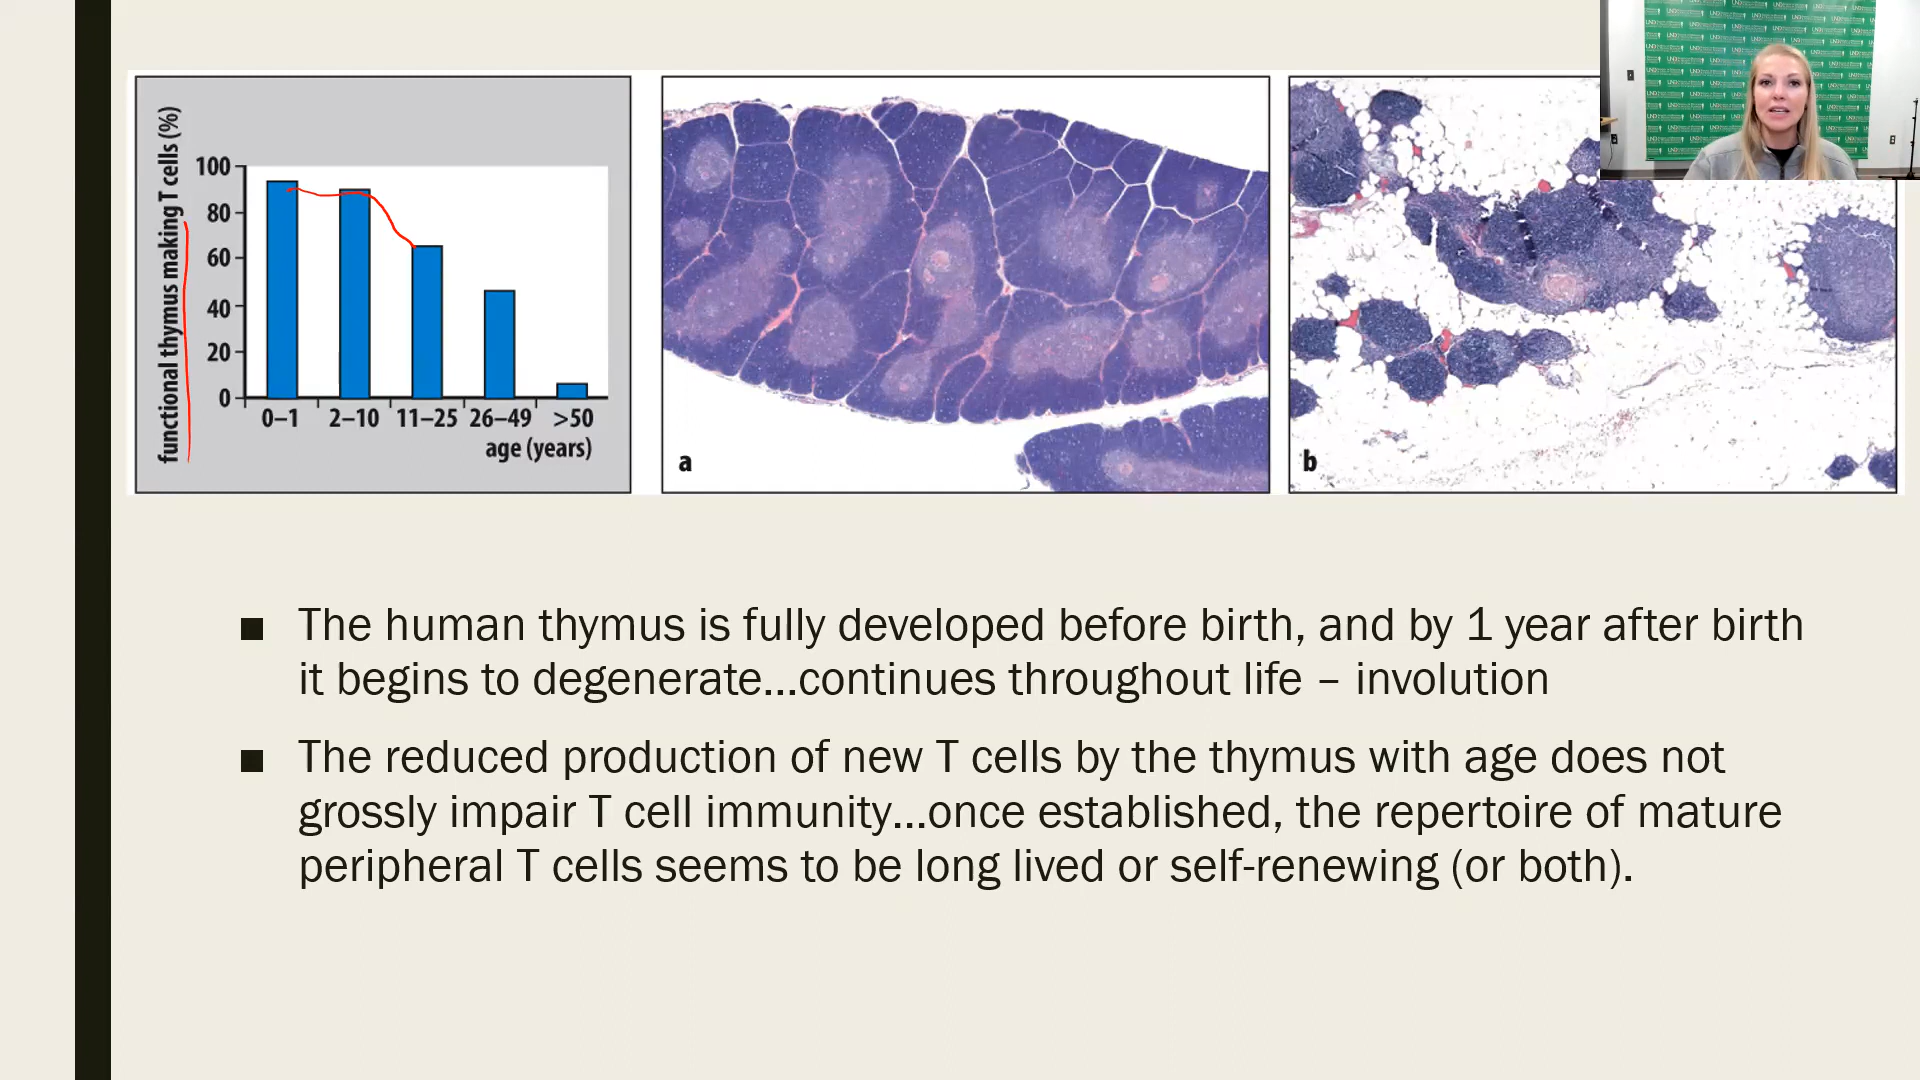 functional thymus making T cells (%)
100
80
60
40
20
0
0–1 2–10 11–25 26–49 >50
age (years)
a
b
■ The human thymus is fully developed before birth, and by 1 year after birth
it begins to degenerate…continues throughout life – involution
■ The reduced production of new T cells by the thymus with age does not
grossly impair T cell immunity…once established, the repertoire of mature
peripheral T cells seems to be long lived or self-renewing (or both).